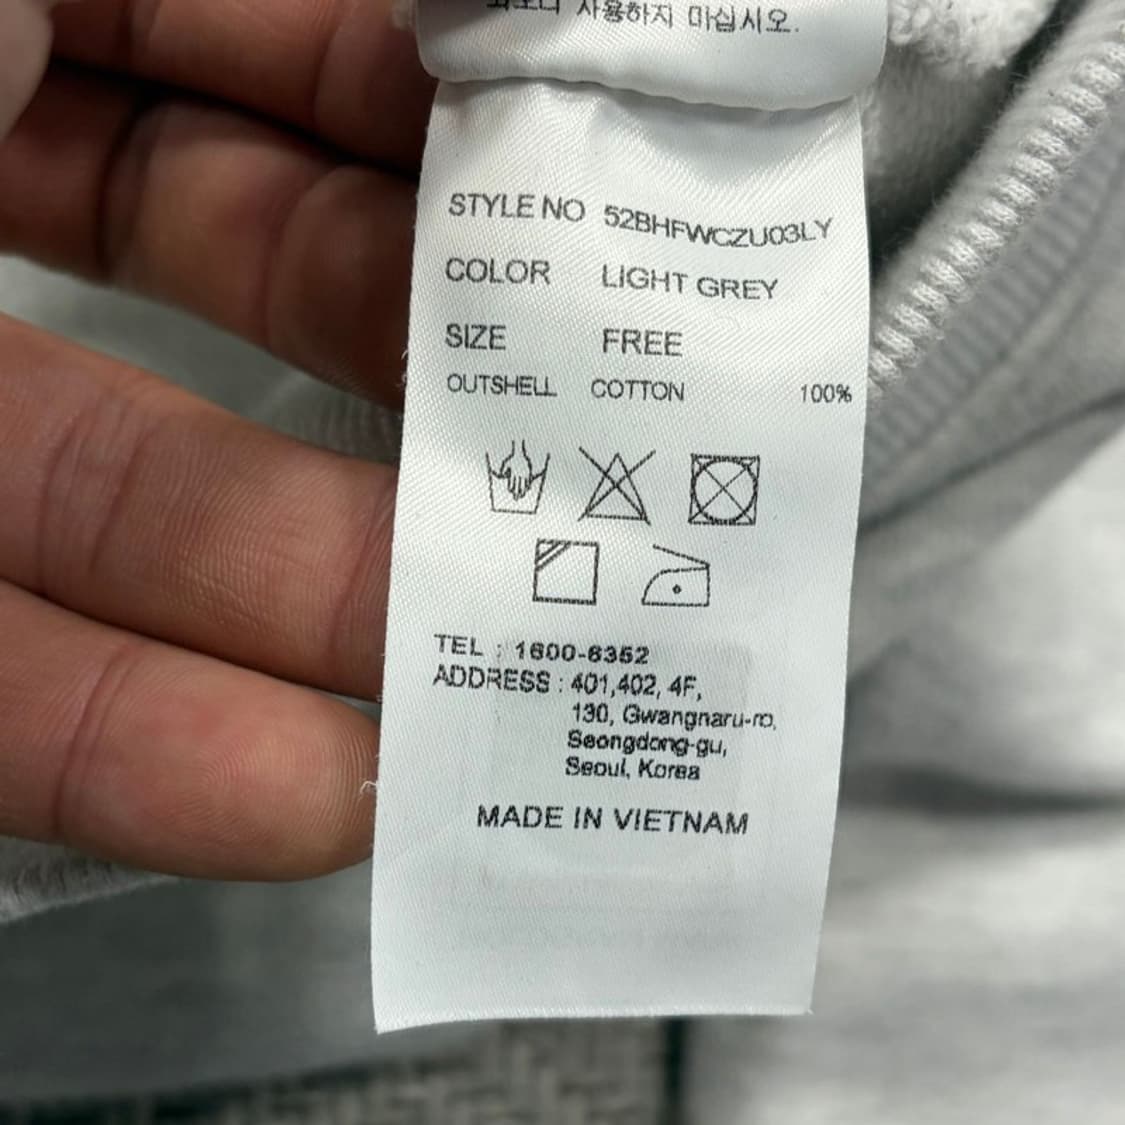 사용하지 마십시오.
STYLE NO 52BHFWCZU03LY
COLOR LIGHT GREY
SIZE FREE
OUTSHELL COTTON 100%
TEL : 1600-6352
ADDRESS : 401,402, 4F,
130, Gwangnaru-ro,
Seongdong-gu,
Seoul, Korea
MADE IN VIETNAM